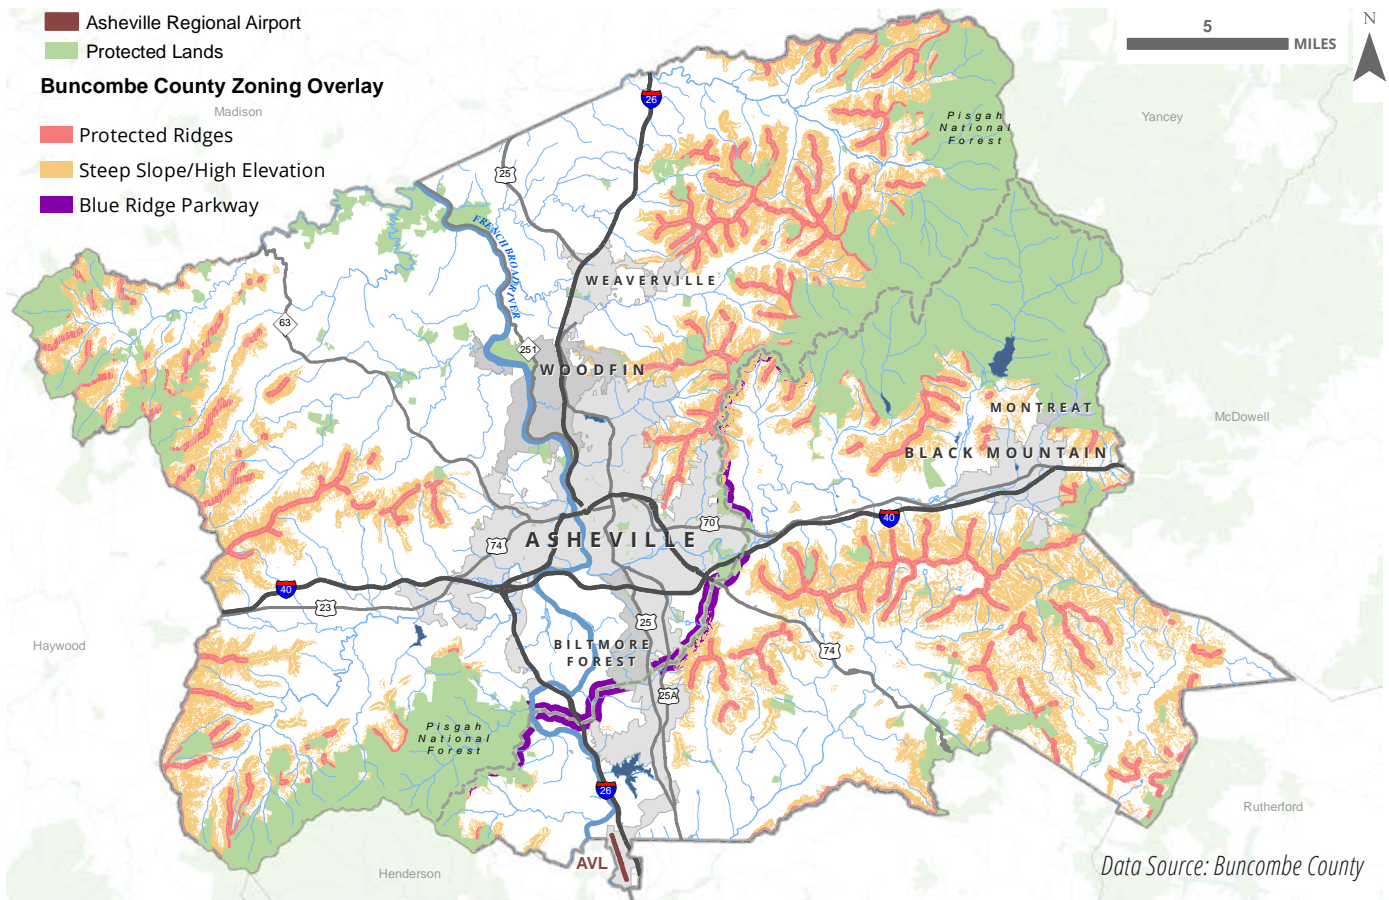 Asheville Regional Airport
Protected Lands
Buncombe County Zoning Overlay
Protected Ridges
Steep Slope/High Elevation
Blue Ridge Parkway
5
MILES
N
Madison
Yancey
McDowell
Rutherford
Henderson
Haywood
26
25
63
251
FRENCH BROAD RIVER
Pisgah
National
Forest
WEAVERVILLE
WOODFIN
MONTREAT
BLACK MOUNTAIN
40
70
74
ASHEVILLE
40
23
25
BILTMORE
FOREST
74
25A
Pisgah
National
Forest
26
AVL
Data Source: Buncombe County